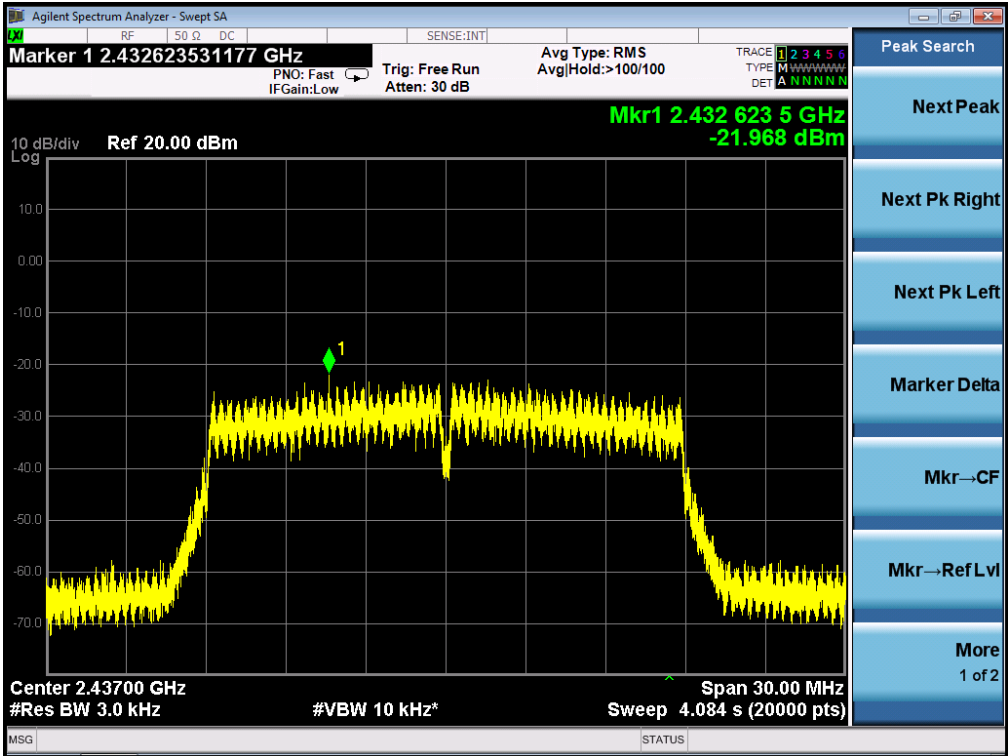 Agilent Spectrum Analyzer - Swept SA
LXI RF 50 Ω DC SENSE:INT
Marker 1 2.432623531177 GHz
PNO: Fast
IFGain:Low
Trig: Free Run
Atten: 30 dB
Avg Type: RMS
Avg|Hold:>100/100
TRACE 1 2 3 4 5 6
TYPE M WWWWW
DET A N N N N N
Mkr1 2.432 623 5 GHz
-21.968 dBm
10 dB/div Ref 20.00 dBm
Log
10.0
0.00
-10.0
-20.0
-30.0
-40.0
-50.0
-60.0
-70.0
1
Center 2.43700 GHz Span 30.00 MHz
#Res BW 3.0 kHz #VBW 10 kHz* Sweep 4.084 s (20000 pts)
MSG STATUS
Peak Search
Next Peak
Next Pk Right
Next Pk Left
Marker Delta
Mkr→CF
Mkr→Ref Lvl
More
1 of 2